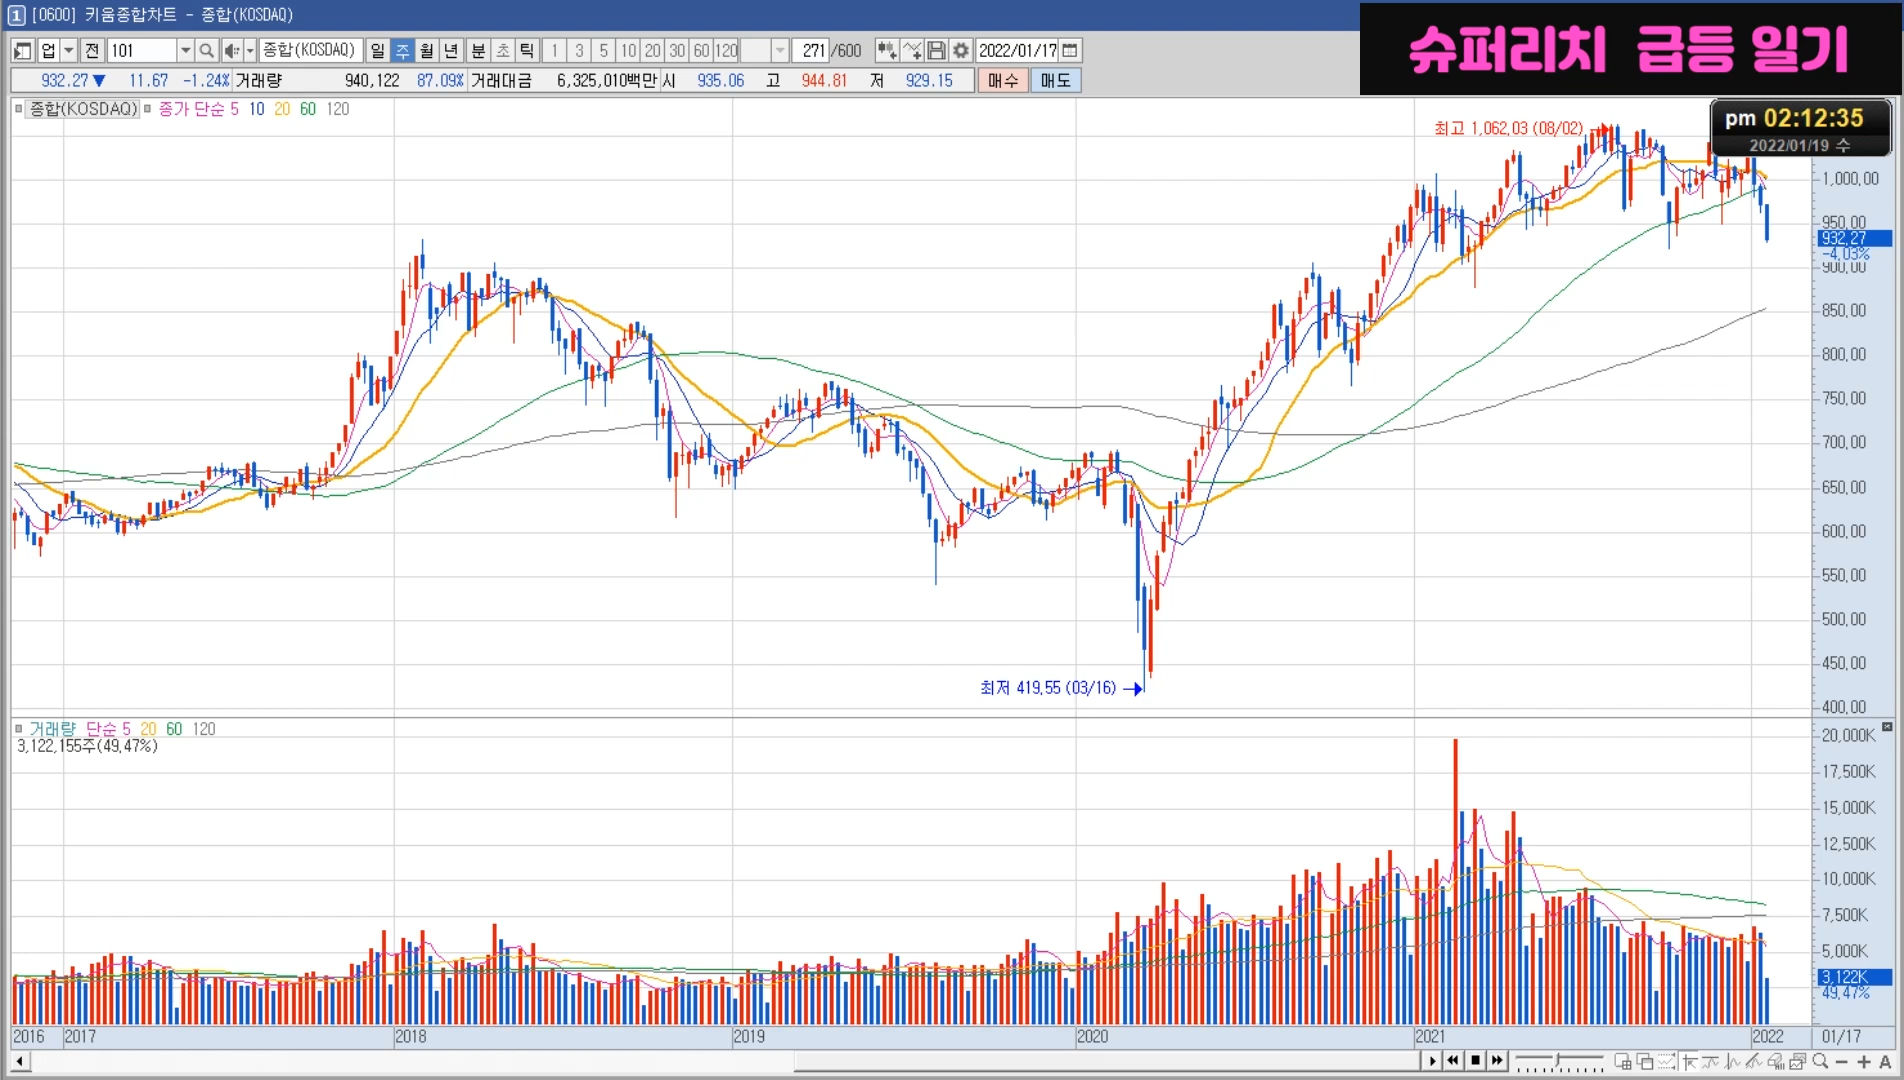 1 [0600] 키움종합차트 - 종합(KOSDAQ)
슈퍼리치 급등 일기
업 전 101 종합(KOSDAQ) 일 주 월 년 분 초 틱 1 3 5 10 20 30 60 120 271 /600 2022/01/17
932.27 ▼ 11.67 -1.24% 거래량 940,122 87.09% 거래대금 6,325,010백만 시 935.06 고 944.81 저 929.15 매수 매도
종합(KOSDAQ) 종가 단순 5 10 20 60 120
pm 02:12:35
2022/01/19 수
최고 1,062.03 (08/02)
1,000.00
950.00
932.27
-4.03%
900.00
850.00
800.00
750.00
700.00
650.00
600.00
550.00
500.00
450.00
최저 419.55 (03/16)
400.00
거래량 단순 5 20 60 120
3,122,155주(49.47%)
20,000K
17,500K
15,000K
12,500K
10,000K
7,500K
5,000K
3,122K
49.47%
2016 2017 2018 2019 2020 2021 2022 01/17
A